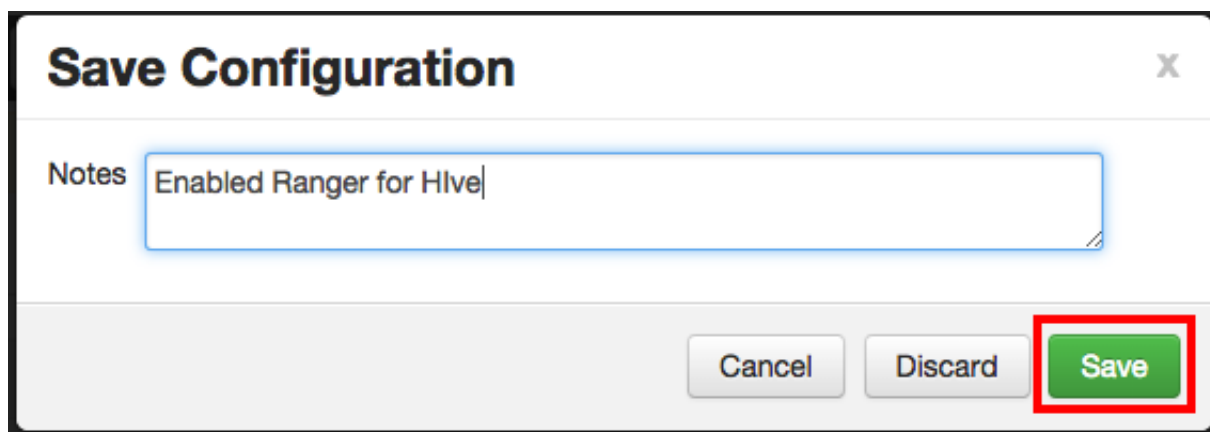 Save Configuration
x
Notes
Enabled Ranger for HIve
Cancel
Discard
Save